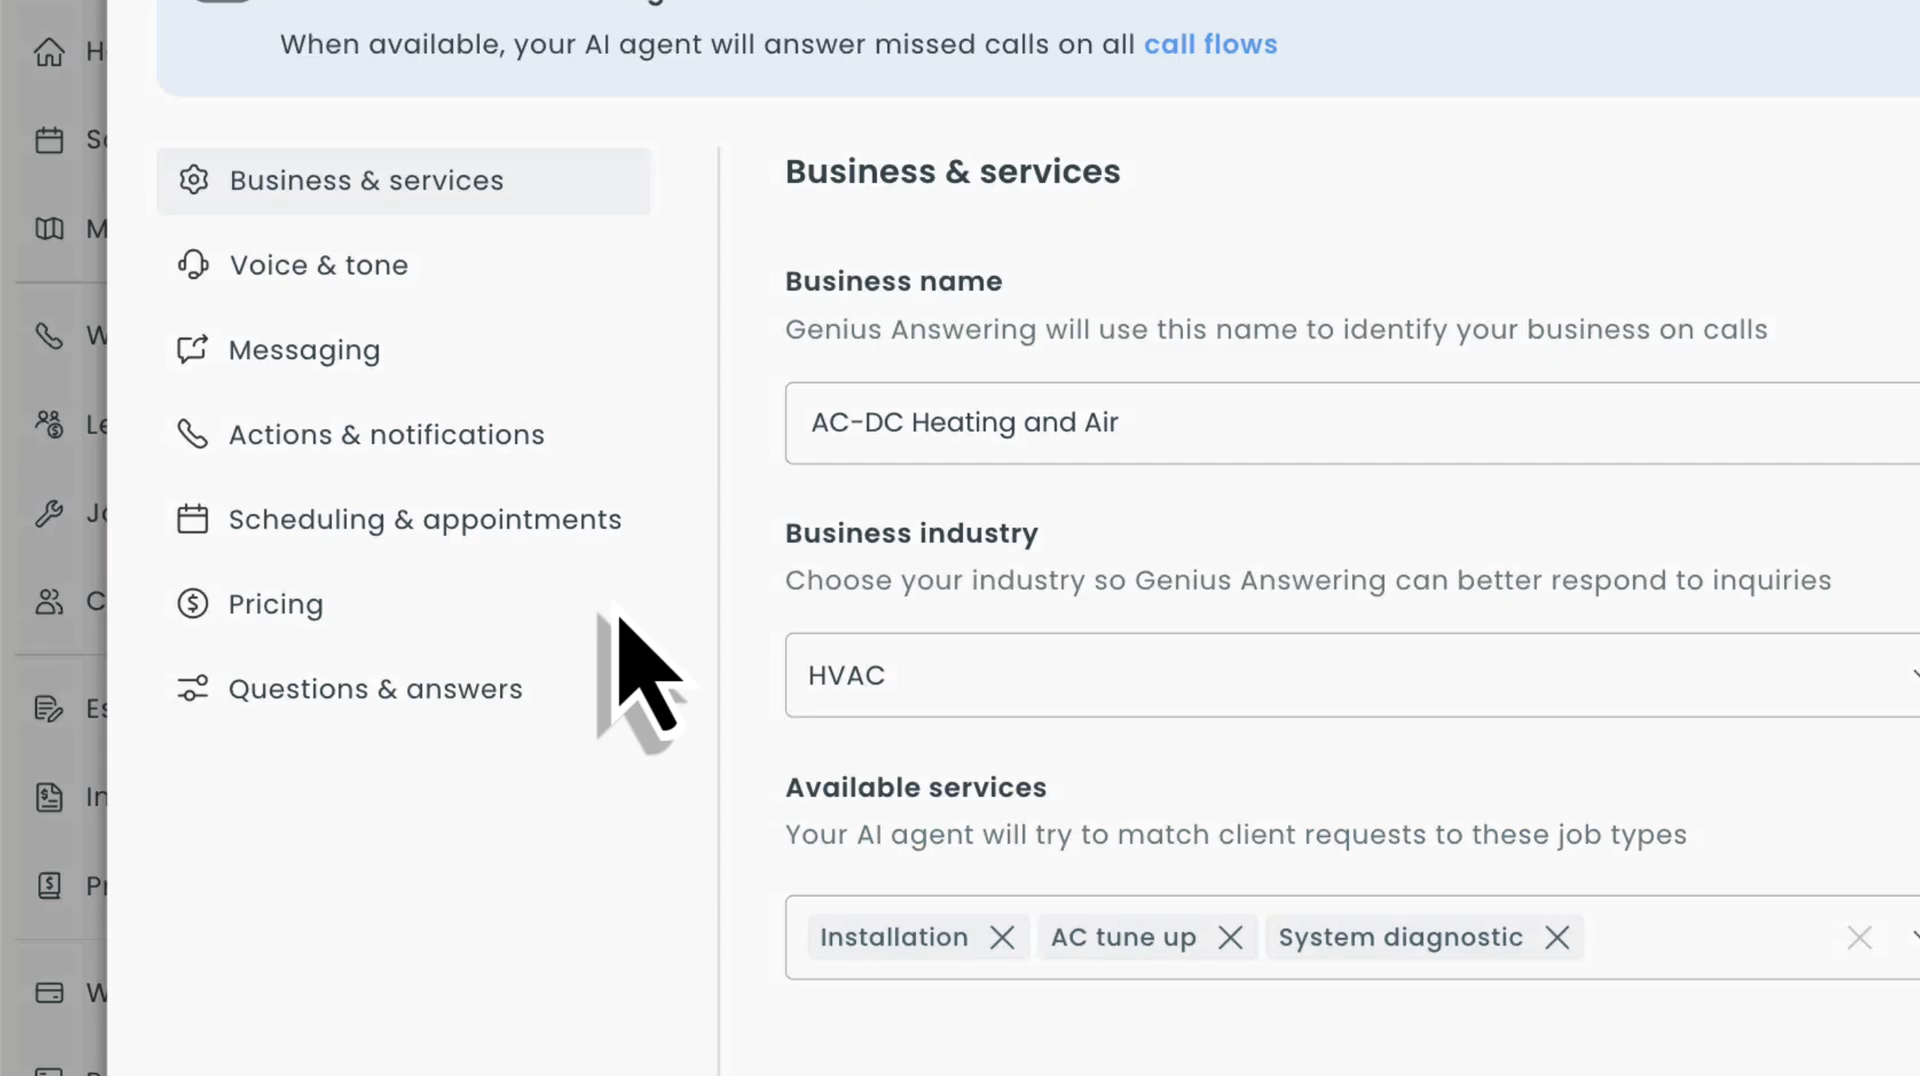 When available, your AI agent will answer missed calls on all call flows
Business & services
Voice & tone
Messaging
Actions & notifications
Scheduling & appointments
Pricing
Questions & answers
Business & services
Business name
Genius Answering will use this name to identify your business on calls
AC-DC Heating and Air
Business industry
Choose your industry so Genius Answering can better respond to inquiries
HVAC
Available services
Your AI agent will try to match client requests to these job types
Installation
AC tune up
System diagnostic